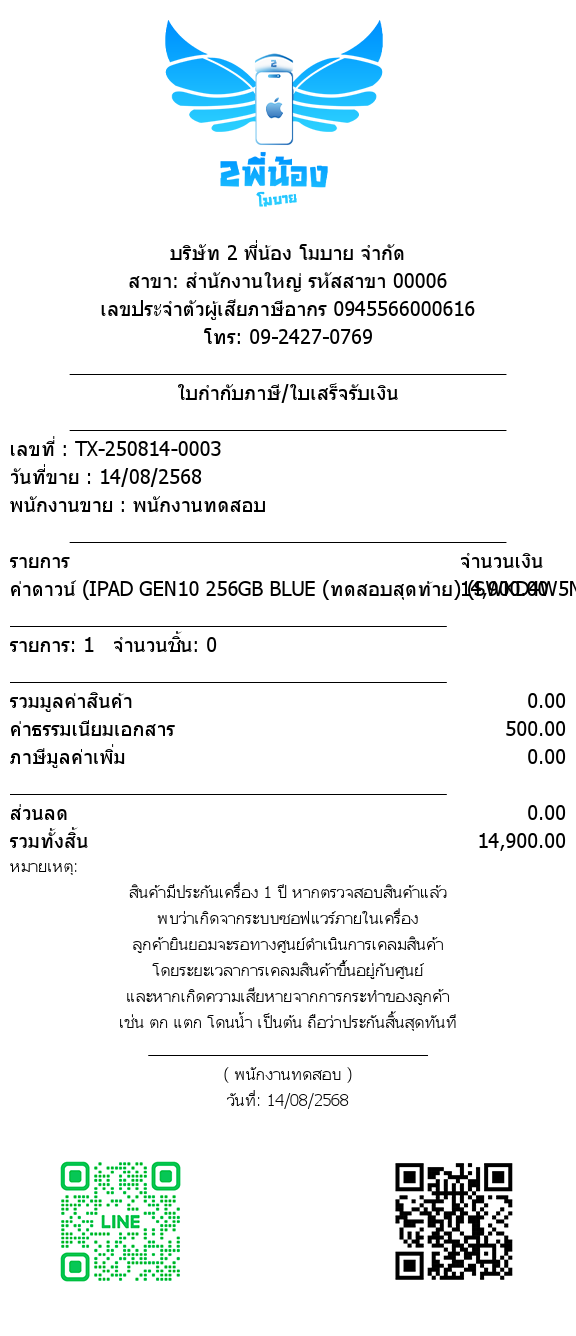 2
2พี่น้อง
โมบาย
บริษัท 2 พี่น้อง โมบาย จำกัด
สาขา: สำนักงานใหญ่ รหัสสาขา 00006
เลขประจำตัวผู้เสียภาษีอากร 0945566000616
โทร: 09-2427-0769
ใบกำกับภาษี/ใบเสร็จรับเงิน
เลขที่ : TX-250814-0003
วันที่ขาย : 14/08/2568
พนักงานขาย : พนักงานทดสอบ
รายการ จำนวนเงิน
ค่าดาวน์ (IPAD GEN10 256GB BLUE (ทดสอบสุดท้าย)
รายการ: 1 จำนวนชิ้น: 0
รวมมูลค่าสินค้า 0.00
ค่าธรรมเนียมเอกสาร 500.00
ภาษีมูลค่าเพิ่ม 0.00
ส่วนลด 0.00
รวมทั้งสิ้น 14,900.00
หมายเหตุ:
สินค้ามีประกันเครื่อง 1 ปี หากตรวจสอบสินค้าแล้ว
พบว่าเกิดจากระบบซอฟแวร์ภายในเครื่อง
ลูกค้ายินยอมจะรอทางศูนย์ดำเนินการเคลมสินค้า
โดยระยะเวลาการเคลมสินค้าขึ้นอยู่กับศูนย์
และหากเกิดความเสียหายจากการกระทำของลูกค้า
เช่น ตก แตก โดนน้ำ เป็นต้น ถือว่าประกันสิ้นสุดทันที
( พนักงานทดสอบ )
วันที่: 14/08/2568
LINE